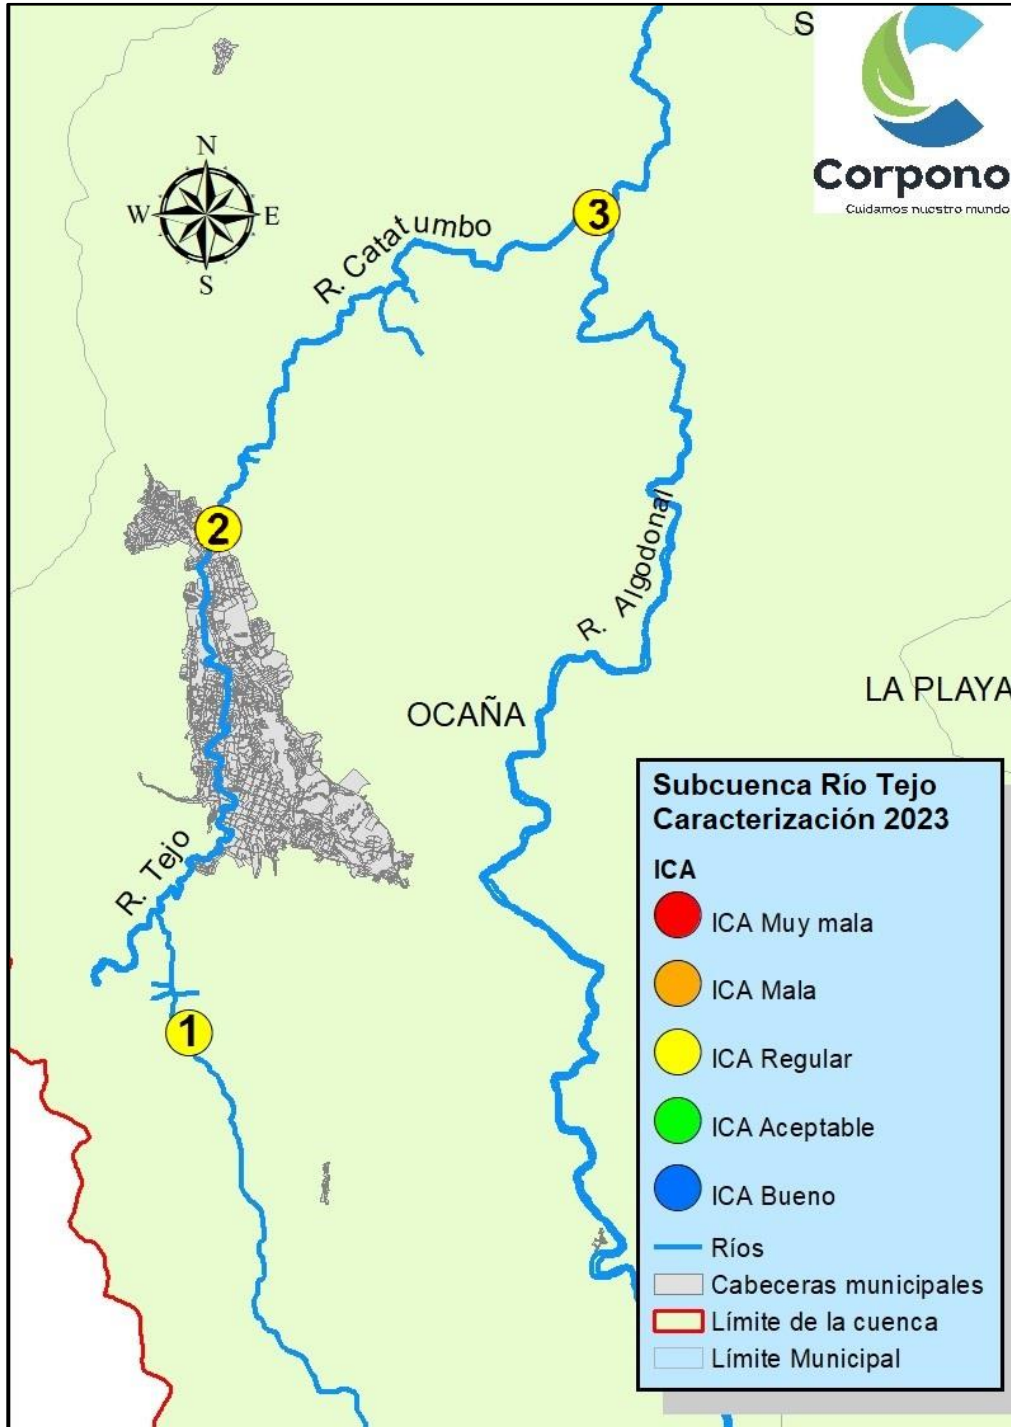 S
Corpono
Cuidamos nuestro mundo
N
W
E
S
3
R. Catatumbo
2
R. Algodonal
OCAÑA
LA PLAYA
R. Tejo
1
Subcuenca Río Tejo
Caracterización 2023
ICA
ICA Muy mala
ICA Mala
ICA Regular
ICA Aceptable
ICA Bueno
Ríos
Cabeceras municipales
Límite de la cuenca
Límite Municipal